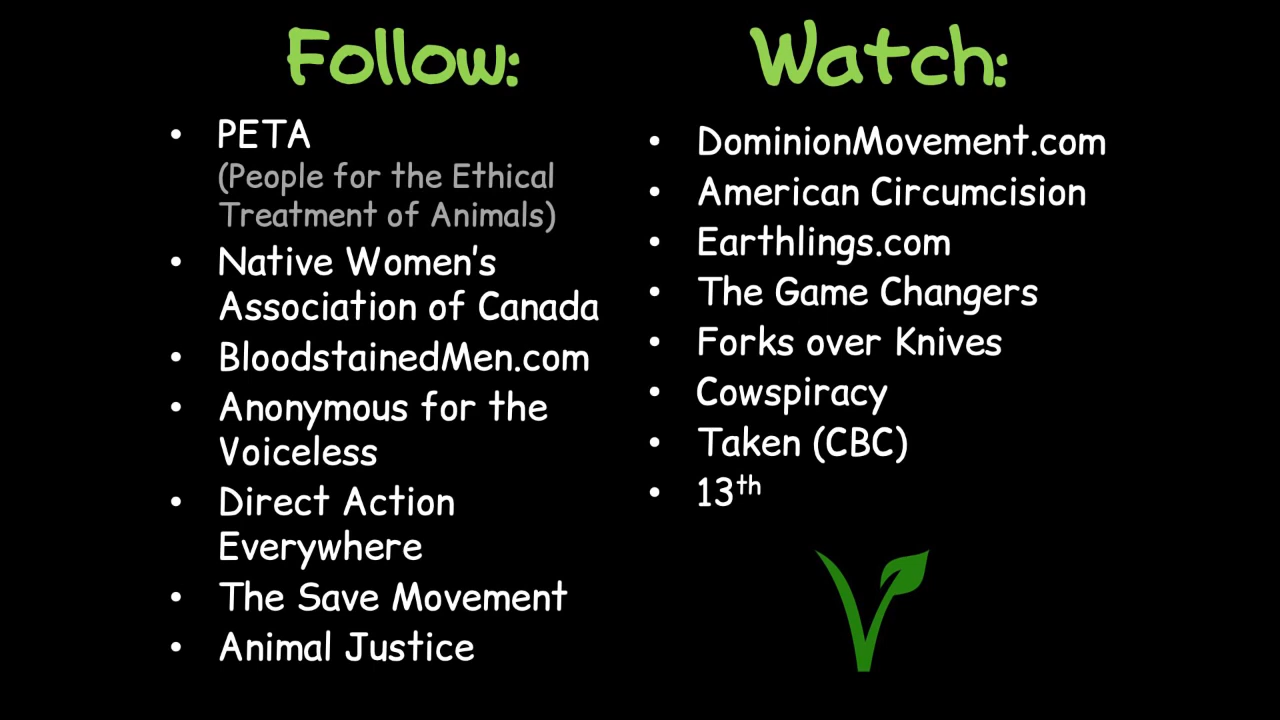 Follow:
• PETA
(People for the Ethical
Treatment of Animals)
• Native Women's
Association of Canada
• BloodstainedMen.com
• Anonymous for the
Voiceless
• Direct Action
Everywhere
• The Save Movement
• Animal Justice
Watch:
• DominionMovement.com
• American Circumcision
• Earthlings.com
• The Game Changers
• Forks over Knives
• Cowspiracy
• Taken (CBC)
• 13th